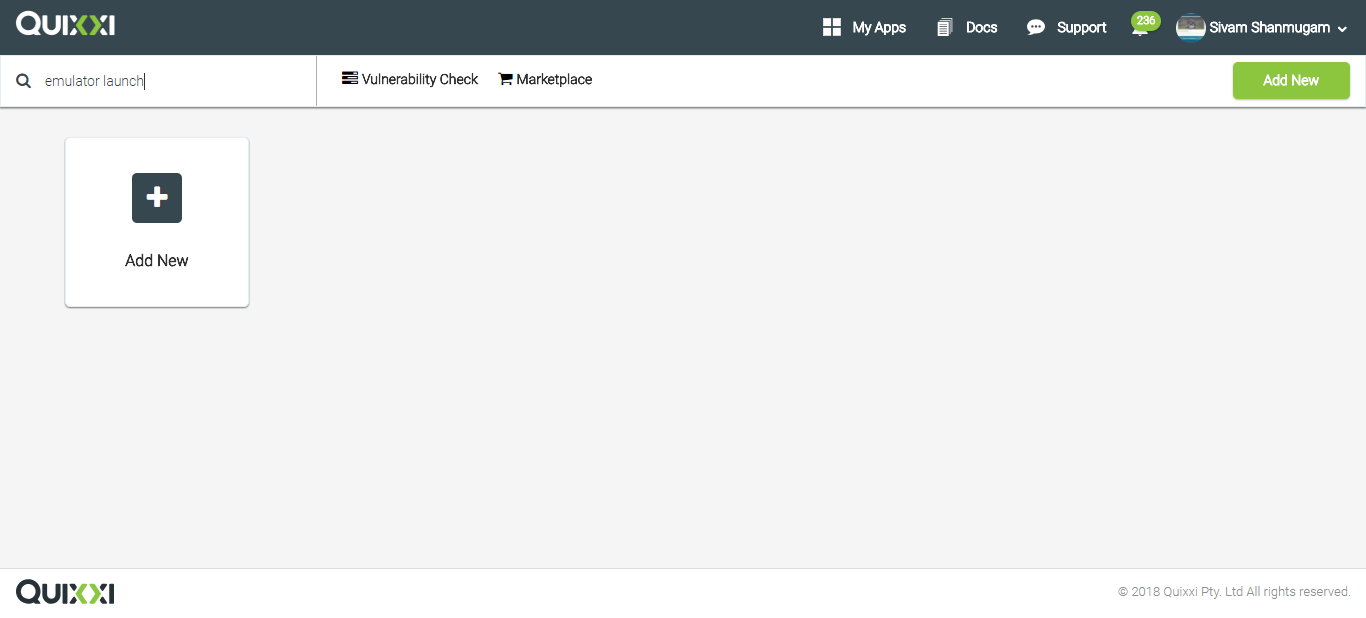 QUIXXI
My Apps Docs Support 236 Sivam Shanmugam
emulator launch Vulnerability Check Marketplace Add New
Add New
QUIXXI © 2018 Quixxi Pty. Ltd All rights reserved.